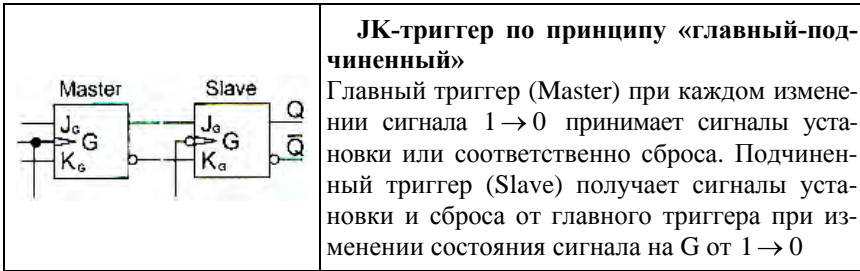 Master Slave
J_G G K_G
J_G G K_G
Q
Q̅
JK-триггер по принципу «главный-под-
чиненный»
Главный триггер (Master) при каждом измене-
нии сигнала 1→0 принимает сигналы уста-
новки или соответственно сброса. Подчинен-
ный триггер (Slave) получает сигналы уста-
новки и сброса от главного триггера при из-
менении состояния сигнала на G от 1→0